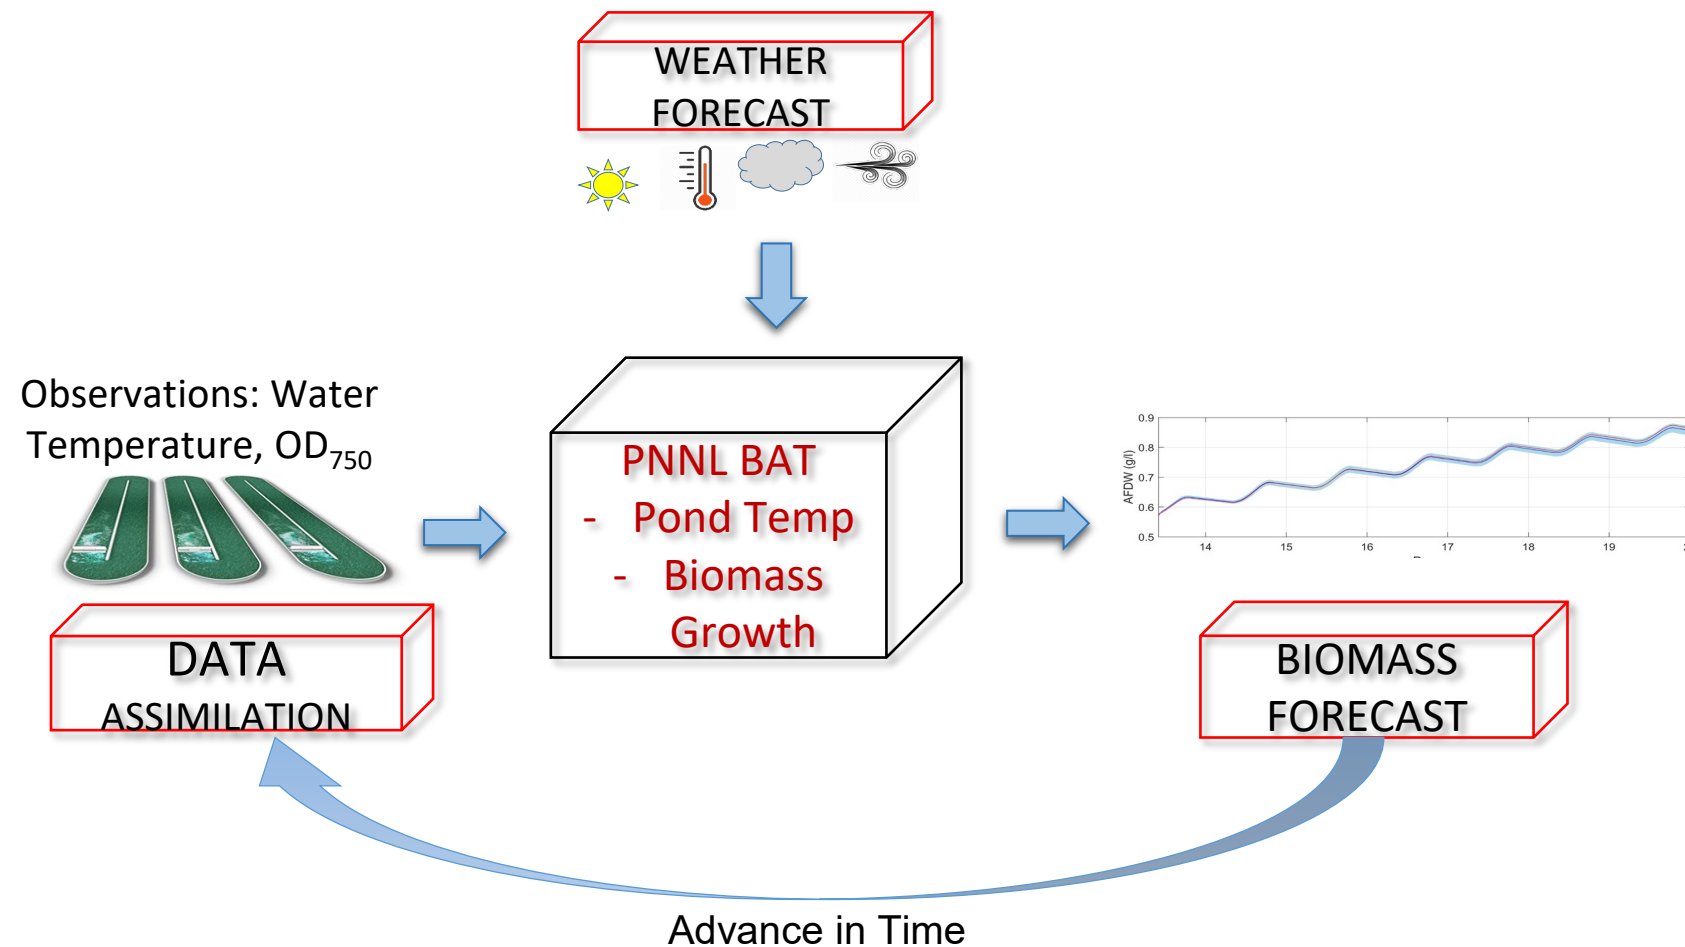 WEATHER
FORECAST
Observations: Water
Temperature, OD750
PNNL BAT
- Pond Temp
- Biomass
Growth
DATA
ASSIMILATION
AFDW (g/l)
0.9
0.8
0.7
0.6
0.5
14 15 16 17 18 19
BIOMASS
FORECAST
Advance in Time